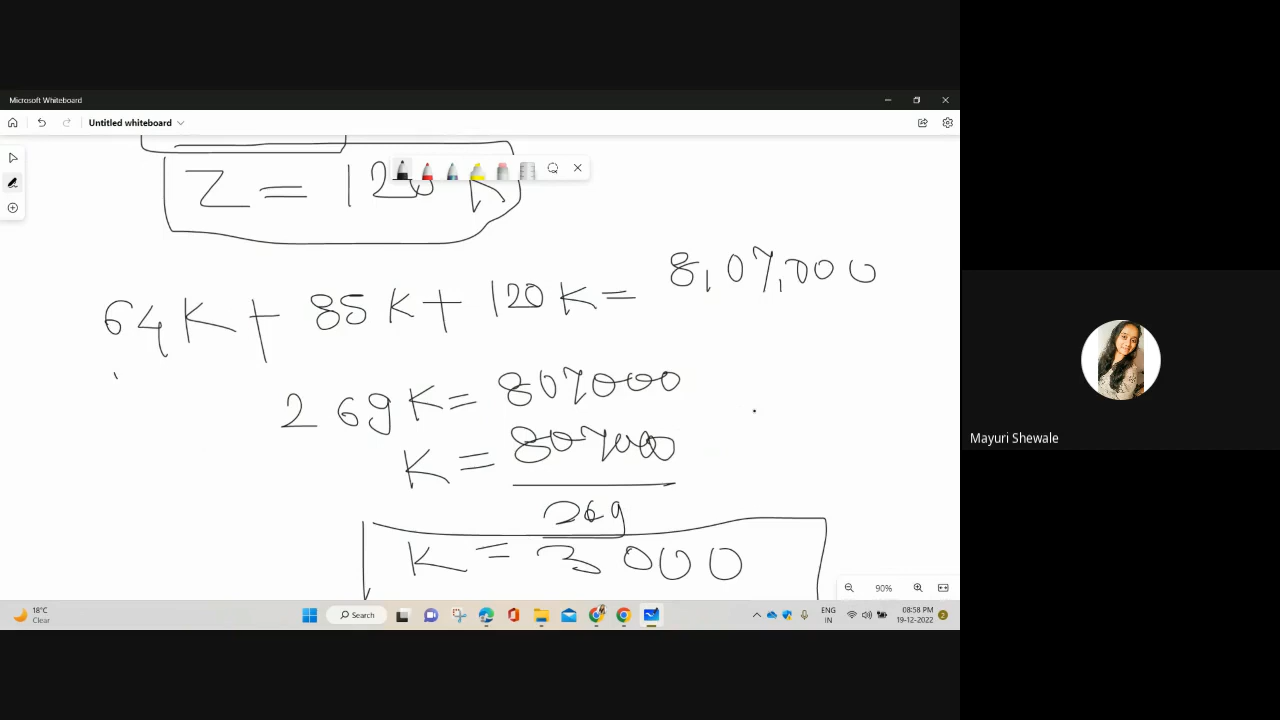 Microsoft Whiteboard
Untitled whiteboard
Z = 120 K
64K + 85K + 120K = 8,07,000
269K = 807000
K = 807000
269
K = 3000
Mayuri Shewale
90%
18°C
Clear
Search
ENG
IN
08:58 PM
19-12-2022
2